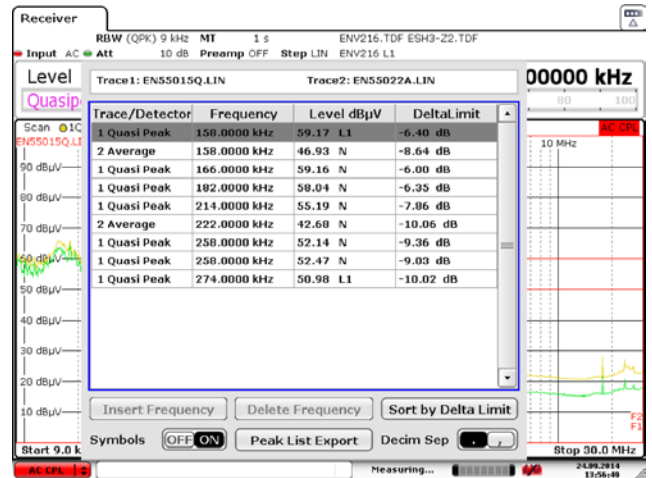 Receiver
RBW (QPK) 9 kHz MT 1 s ENV216.TDF ESH3-Z2.TDF
Input AC Att 10 dB Preamp OFF Step LIN ENV216 L1
Level 00000 kHz
Trace1: EN55015Q.LIN Trace2: EN55022A.LIN
Quasip 80 100
Scan 1Q AC CPL
EN55015Q.LI 10 MHz
Trace/Detector Frequency Level dBµV DeltaLimit
1 Quasi Peak 158.0000 kHz 59.17 L1 -6.40 dB
2 Average 158.0000 kHz 46.93 N -8.64 dB
1 Quasi Peak 166.0000 kHz 59.16 N -6.00 dB
1 Quasi Peak 182.0000 kHz 58.04 N -6.35 dB
1 Quasi Peak 214.0000 kHz 55.19 N -7.86 dB
2 Average 222.0000 kHz 42.68 N -10.06 dB
1 Quasi Peak 258.0000 kHz 52.14 N -9.36 dB
1 Quasi Peak 258.0000 kHz 52.47 N -9.03 dB
1 Quasi Peak 274.0000 kHz 50.98 L1 -10.02 dB
90 dBµV
80 dBµV
70 dBµV
60 dBµV
50 dBµV
40 dBµV
30 dBµV
20 dBµV
10 dBµV
Insert Frequency Delete Frequency Sort by Delta Limit
F2
F1
Symbols OFF ON Peak List Export Decim Sep . ,
Start 9.0 k Stop 30.0 MHz
AC CPL Measuring... 24.09.2014
13:56:49